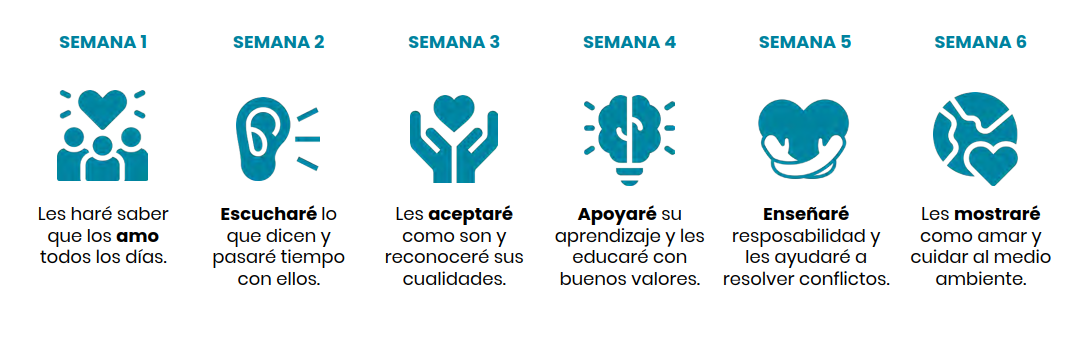 SEMANA 1
Les haré saber
que los amo
todos los días.
SEMANA 2
Escucharé lo
que dicen y
pasaré tiempo
con ellos.
SEMANA 3
Les aceptaré
como son y
reconoceré sus
cualidades.
SEMANA 4
Apoyaré su
aprendizaje y les
educaré con
buenos valores.
SEMANA 5
Enseñaré
resposabilidad y
les ayudaré a
resolver conflictos.
SEMANA 6
Les mostraré
como amar y
cuidar al medio
ambiente.